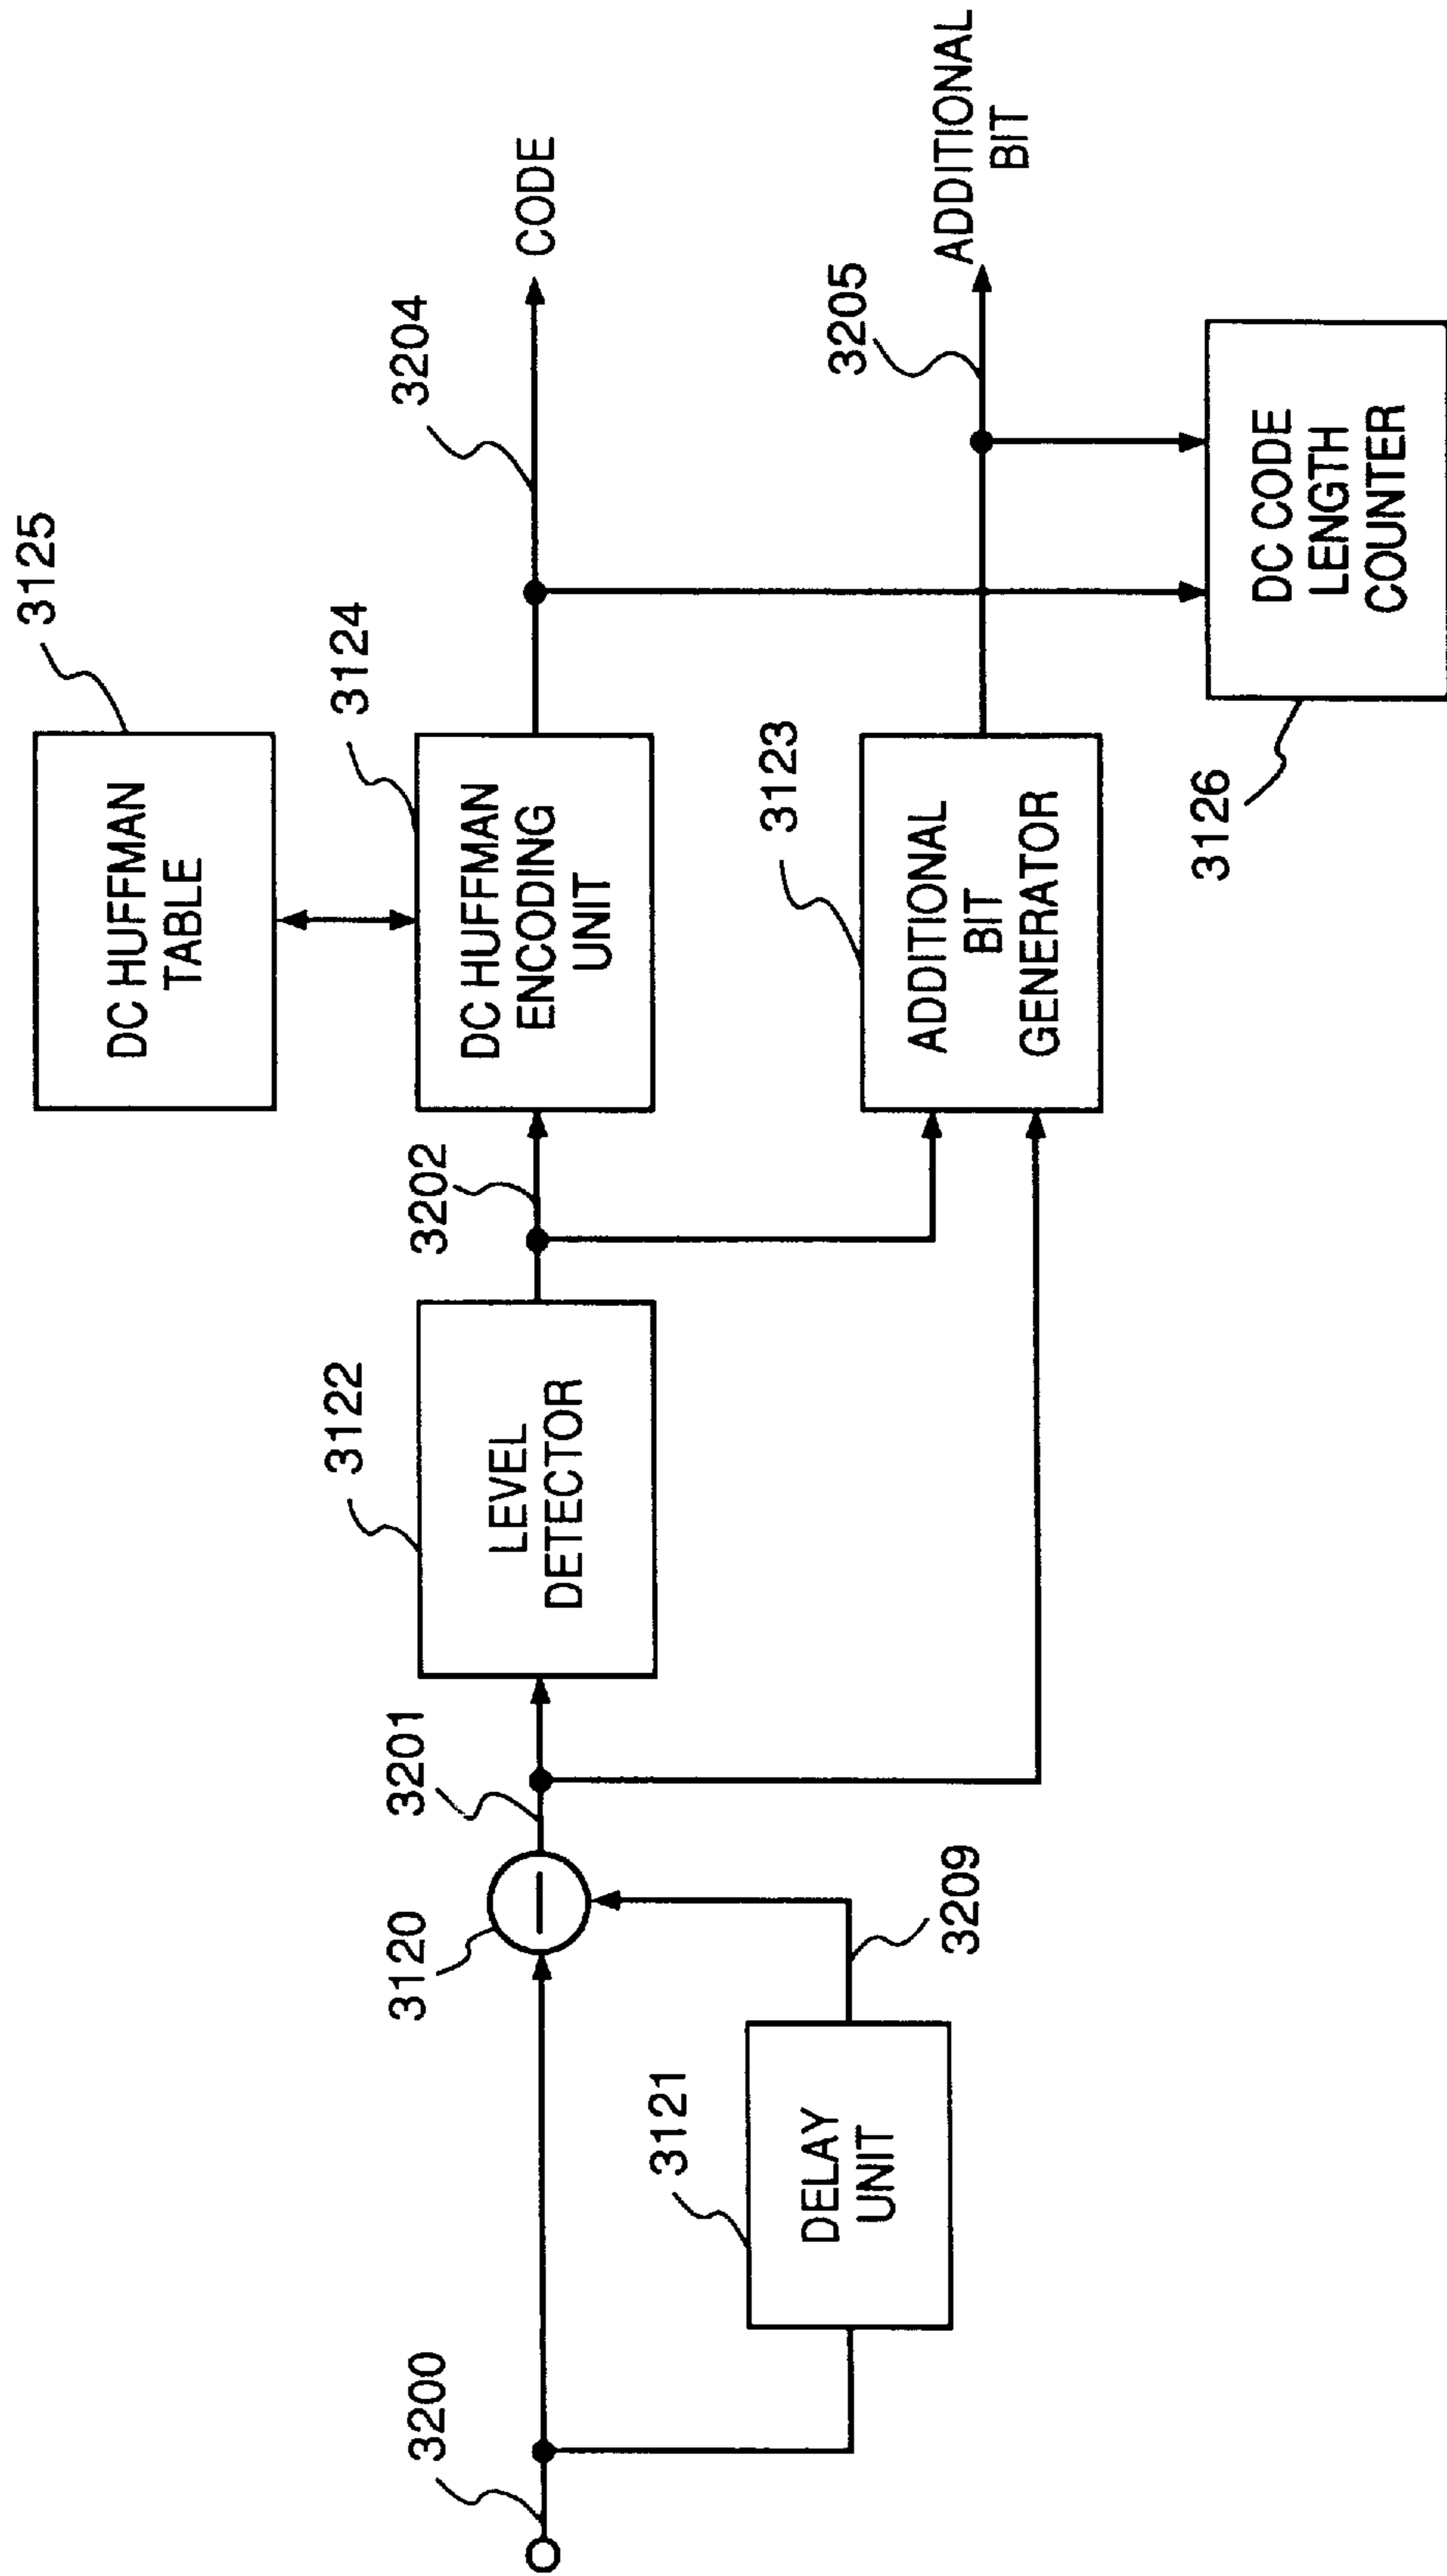 3125
DC HUFFMAN
TABLE
3200
3120
3201
3122
LEVEL
DETECTOR
3202
3124
DC HUFFMAN
ENCODING
UNIT
3204
CODE
3121
DELAY
UNIT
3209
3123
ADDITIONAL
BIT
GENERATOR
3205
ADDITIONAL
BIT
3126
DC CODE
LENGTH
COUNTER